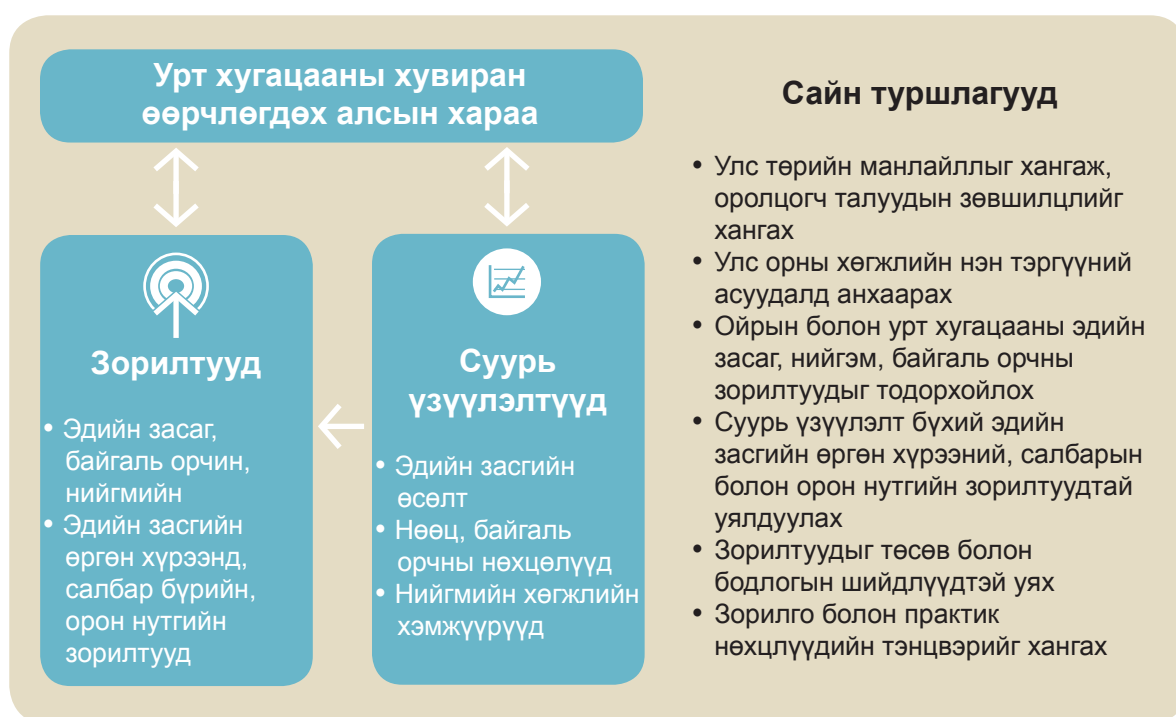 Урт хугацааны хувиран
өөрчлөгдөх алсын хараа
Зорилтууд
• Эдийн засаг,
байгаль орчин,
нийгмийн
• Эдийн засгийн
өргөн хүрээнд,
салбар бүрийн,
орон нутгийн
зорилтууд
Суурь
үзүүлэлтүүд
• Эдийн засгийн
өсөлт
• Нөөц, байгаль
орчны нөхцөлүүд
• Нийгмийн хөгжлийн
хэмжүүрүүд
Сайн туршлагууд
• Улс төрийн манлайллыг хангаж,
оролцогч талуудын зөвшилцлийг
хангах
• Улс орны хөгжлийн нэн тэргүүний
асуудалд анхаарах
• Ойрын болон урт хугацааны эдийн
засаг, нийгэм, байгаль орчны
зорилтуудыг тодорхойлох
• Суурь үзүүлэлт бүхий эдийн
засгийн өргөн хүрээний, салбарын
болон орон нутгийн зорилтуудтай
уялдуулах
• Зорилтуудыг төсөв болон
бодлогын шийдлүүдтэй уях
• Зорилго болон практик
нөхцлүүдийн тэнцвэрийг хангах